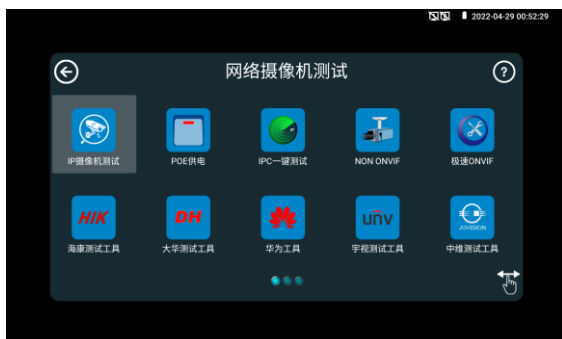 2022-04-29 00:52:29
网络摄像机测试
?
IP摄像机测试
POE供电
IPC一键测试
NON ONVIF
极速ONVIF
HIK
DH
unv
JOVISION
海康测试工具
大华测试工具
华为工具
宇视测试工具
中维测试工具